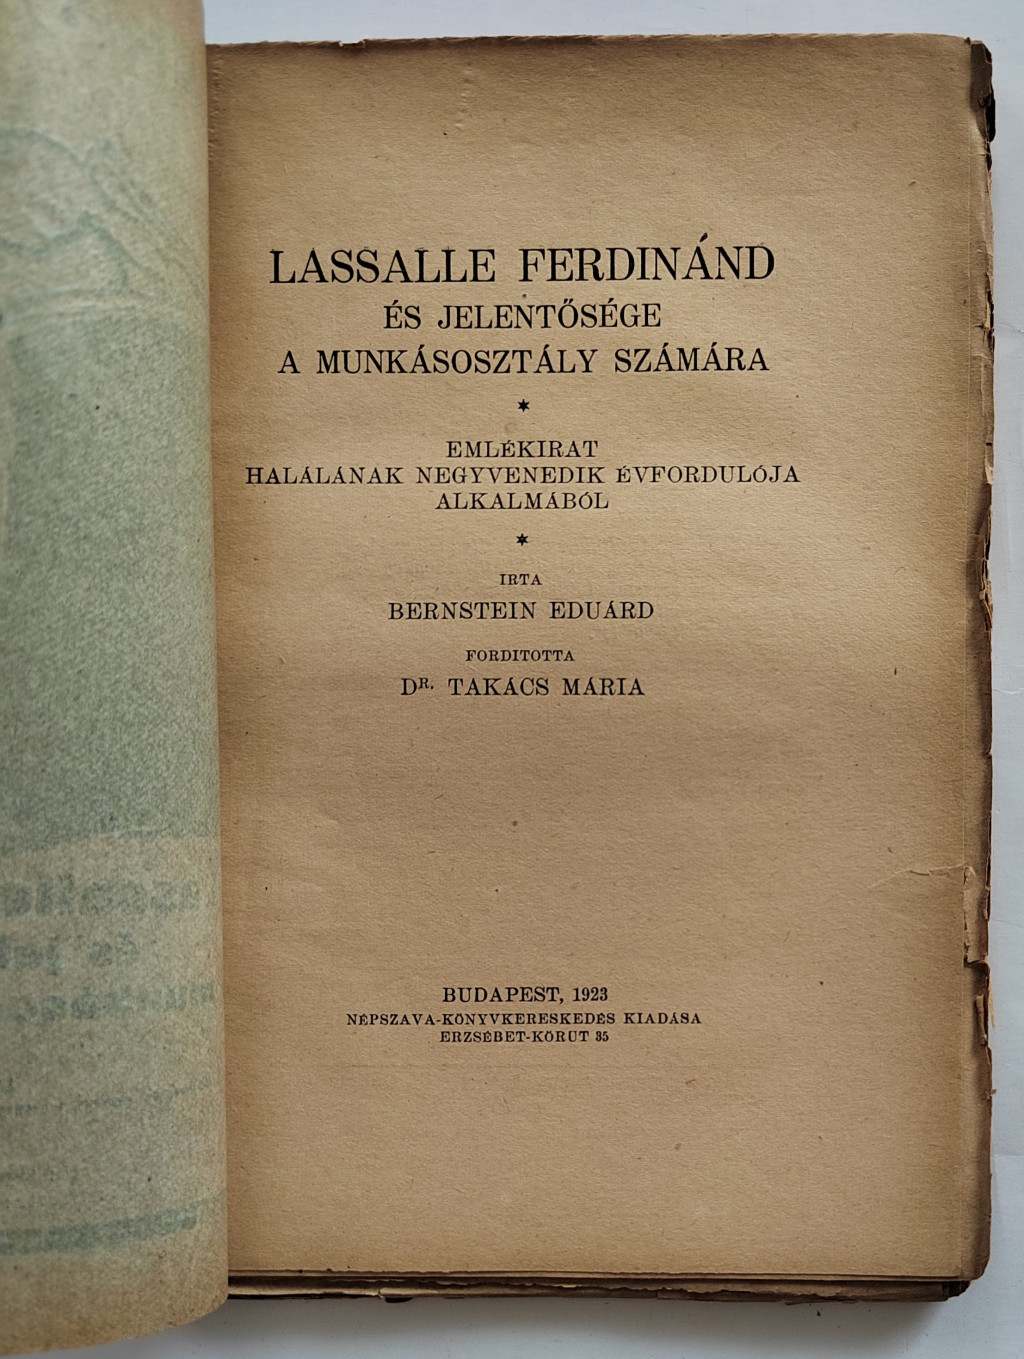 LASSALLE FERDINÁND
ÉS JELENTŐSÉGE
A MUNKÁSOSZTÁLY SZÁMÁRA
*
EMLÉKIRAT
HALÁLÁNAK NEGYVENEDIK ÉVFORDULÓJA
ALKALMÁBÓL
*
IRTA
BERNSTEIN EDUÁRD
FORDITOTTA
DR. TAKÁCS MÁRIA
BUDAPEST, 1923
NÉPSZAVA-KÖNYVKERESKEDÉS KIADÁSA
ERZSÉBET-KÖRÚT 35